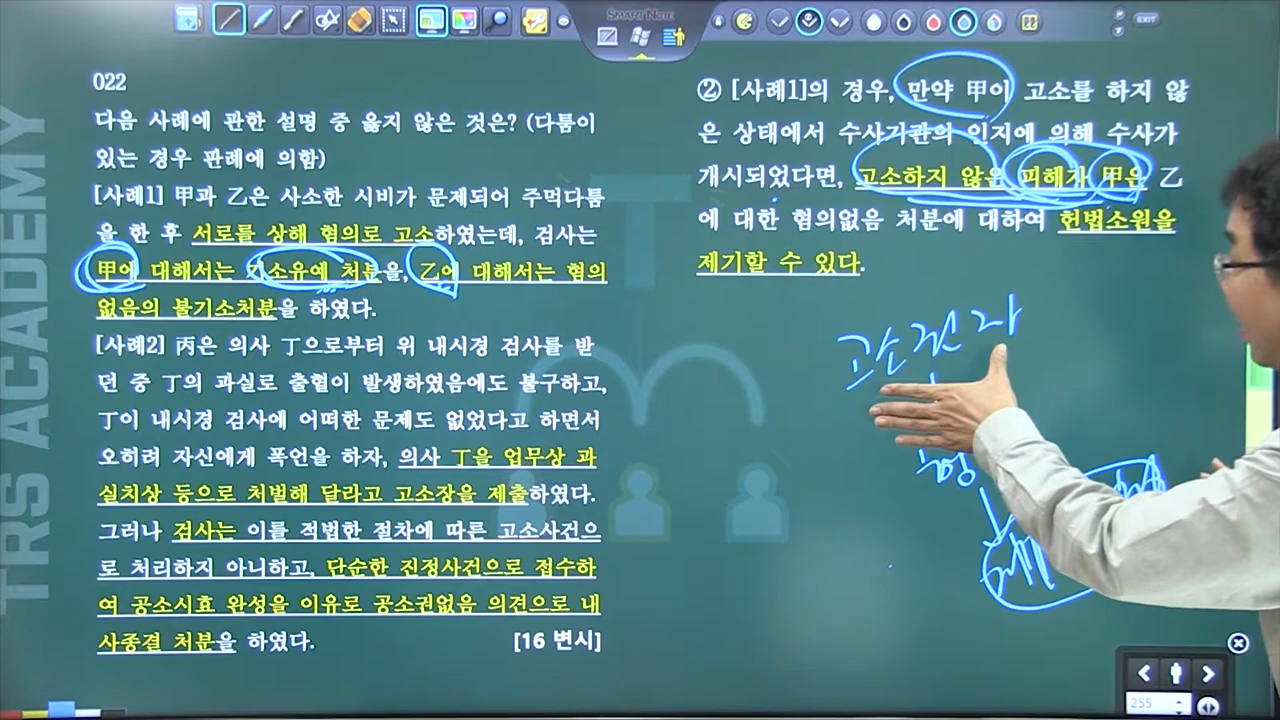 SMART NOTE
EXIT
022
다음 사례에 관한 설명 중 옳지 않은 것은? (다툼이
있는 경우 판례에 의함)
[사례1] 甲과 乙은 사소한 시비가 문제되어 주먹다툼
을 한 후 서로를 상해 혐의로 고소하였는데, 검사는
甲에 대해서는 기소유예 처분을, 乙에 대해서는 혐의
없음의 불기소처분을 하였다.
[사례2] 丙은 의사 丁으로부터 위 내시경 검사를 받
던 중 丁의 과실로 출혈이 발생하였음에도 불구하고,
丁이 내시경 검사에 어떠한 문제도 없었다고 하면서
오히려 자신에게 폭언을 하자, 의사 丁을 업무상 과
실치상 등으로 처벌해 달라고 고소장을 제출하였다.
그러나 검사는 이를 적법한 절차에 따른 고소사건으
로 처리하지 아니하고, 단순한 진정사건으로 접수하
여 공소시효 완성을 이유로 공소권없음 의견으로 내
사종결 처분을 하였다. [16 변시]
② [사례1]의 경우, 만약 甲이 고소를 하지 않
은 상태에서 수사기관의 인지에 의해 수사가
개시되었다면, 고소하지 않은 피해자 甲은 乙
에 대한 혐의없음 처분에 대하여 헌법소원을
제기할 수 있다.
고소권자
TRS ACADEMY
255